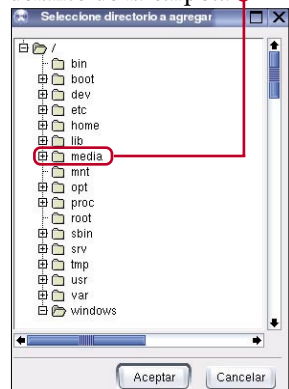 Seleccione directorio a agregar
/
bin
boot
dev
etc
home
lib
media
mnt
opt
proc
root
sbin
srv
tmp
usr
var
windows
Aceptar
Cancelar